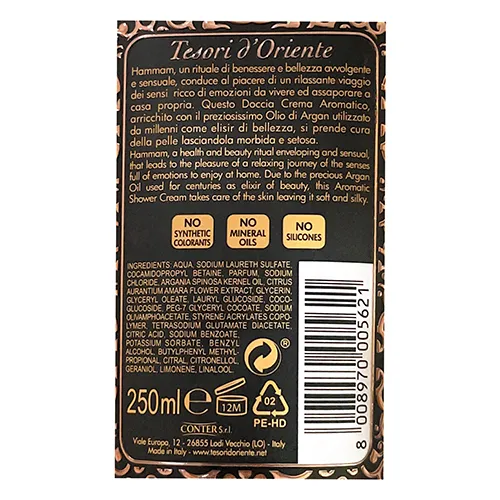 Tesori d'Oriente
Hammam, un rituale di benessere e bellezza avvolgente
e sensuale, conduce al piacere di un rilassante viaggio
dei sensi ricco di emozioni da vivere ed assaporare a
casa propria. Questo Doccia Crema Aromatico,
arricchito con il preziosissimo Olio di Argan utilizzato
da millenni come elisir di bellezza, si prende cura
della pelle lasciandola morbida e setosa.
Hammam, a health and beauty ritual enveloping and sensual,
that leads to the pleasure of a relaxing journey of the senses
full of emotions to enjoy at home. Due to the precious Argan
Oil used for centuries as elixir of beauty, this Aromatic
Shower Cream takes care of the skin leaving it soft and silky.
NO
SYNTHETIC
COLORANTS
NO
MINERAL
OILS
NO
SILICONES
INGREDIENTS: AQUA, SODIUM LAURETH SULFATE,
COCAMIDOPROPYL BETAINE, PARFUM, SODIUM
CHLORIDE, ARGANIA SPINOSA KERNEL OIL, CITRUS
AURANTIUM AMARA FLOWER EXTRACT, GLYCERIN,
GLYCERYL OLEATE, LAURYL GLUCOSIDE, COCO-
GLUCOSIDE, PEG-7 GLYCERYL COCOATE, SODIUM
OLIVAMPHOACETATE, STYRENE/ACRYLATES COPO-
LYMER, TETRASODIUM GLUTAMATE DIACETATE,
CITRIC ACID, SODIUM BENZOATE,
POTASSIUM SORBATE, BENZYL
ALCOHOL, BUTYLPHENYL METHYL-
PROPIONAL, CITRAL, CITRONELLOL,
GERANIOL, LIMONENE, LINALOOL.
250ml e
12M
02
PE-HD
8 008970 005621
CONTER S.r.l.
Viale Europa, 12 - 26855 Lodi Vecchio (LO) - Italy
Made in Italy - www.tesoridoriente.net